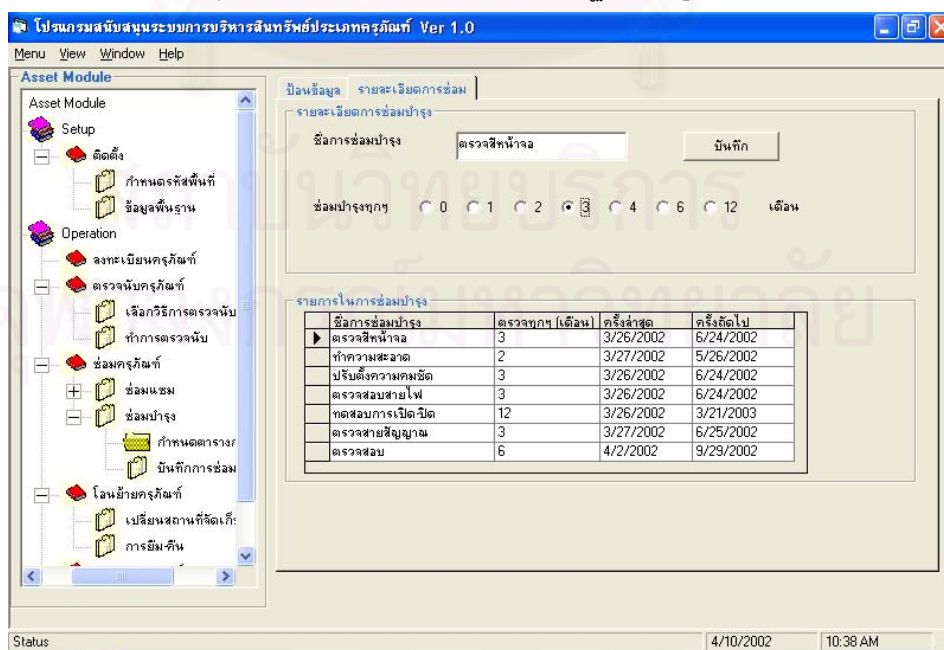 โปรแกรมสนับสนุนระบบการบริหารสินทรัพย์ประเภทครุภัณฑ์ Ver 1.0
Menu View Window Help
Asset Module
Asset Module
Setup
ติดตั้ง
กำหนดรหัสพื้นที่
ข้อมูลพื้นฐาน
Operation
ลงทะเบียนครุภัณฑ์
ตรวจนับครุภัณฑ์
เลือกวิธีการตรวจนับ
ทำการตรวจนับ
ซ่อมครุภัณฑ์
ซ่อมแซม
ซ่อมบำรุง
กำหนดตารางก
บันทึกการซ่อม
โอนย้ายครุภัณฑ์
เปลี่ยนสถานที่จัดเก็
การยืม-คืน
ป้อนข้อมูล รายละเอียดการซ่อม
รายละเอียดการซ่อมบำรุง
ชื่อการซ่อมบำรุง ตรวจสีหน้าจอ บันทึก
ซ่อมบำรุงทุกๆ 0 1 2 3 4 6 12 เดือน
รายการในการซ่อมบำรุง
ชื่อการซ่อมบำรุง ตรวจทุกๆ (เดือน) ครั้งล่าสุด ครั้งถัดไป
ตรวจสีหน้าจอ 3 3/26/2002 6/24/2002
ทำความสะอาด 2 3/27/2002 5/26/2002
ปรับตั้งความคมชัด 3 3/26/2002 6/24/2002
ตรวจสอบสายไฟ 3 3/26/2002 6/24/2002
ทดสอบการเปิด-ปิด 12 3/26/2002 3/21/2003
ตรวจสายสัญญาณ 3 3/27/2002 6/25/2002
ตรวจสอบ 6 4/2/2002 9/29/2002
Status 4/10/2002 10:38 AM